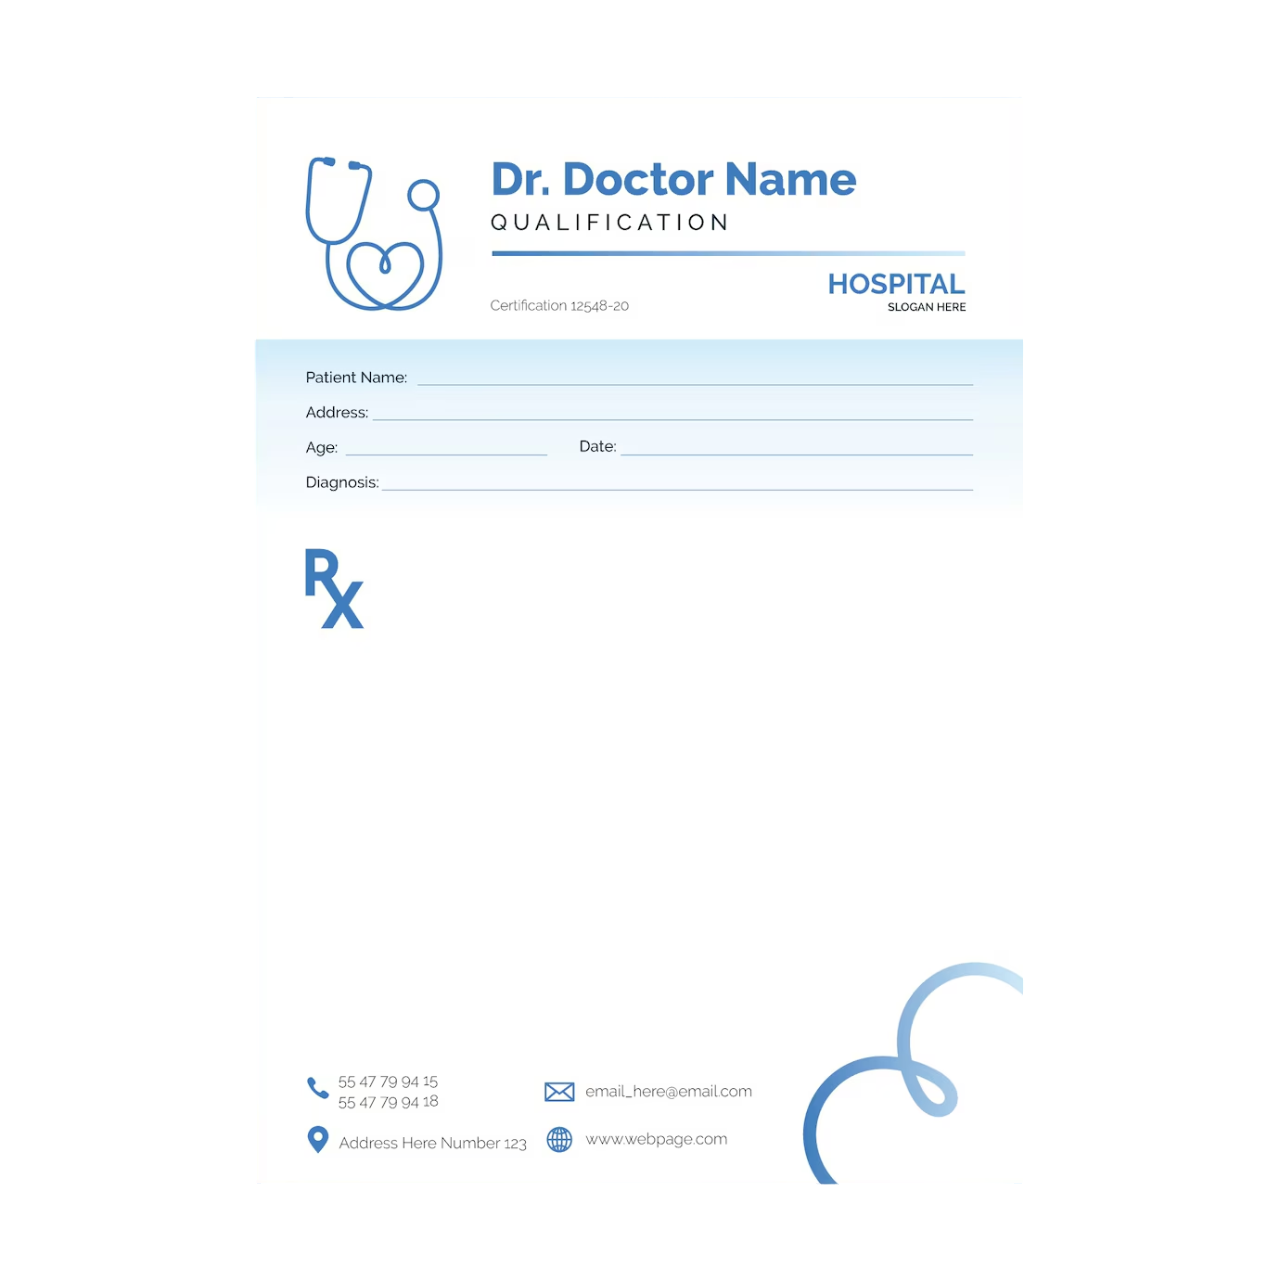 Dr. Doctor Name
QUALIFICATION
HOSPITAL
SLOGAN HERE
Certification 12548-20
Patient Name:
Address:
Age: Date:
Diagnosis:
Rx
55 47 79 94 15
55 47 79 94 18
email_here@email.com
Address Here Number 123
www.webpage.com